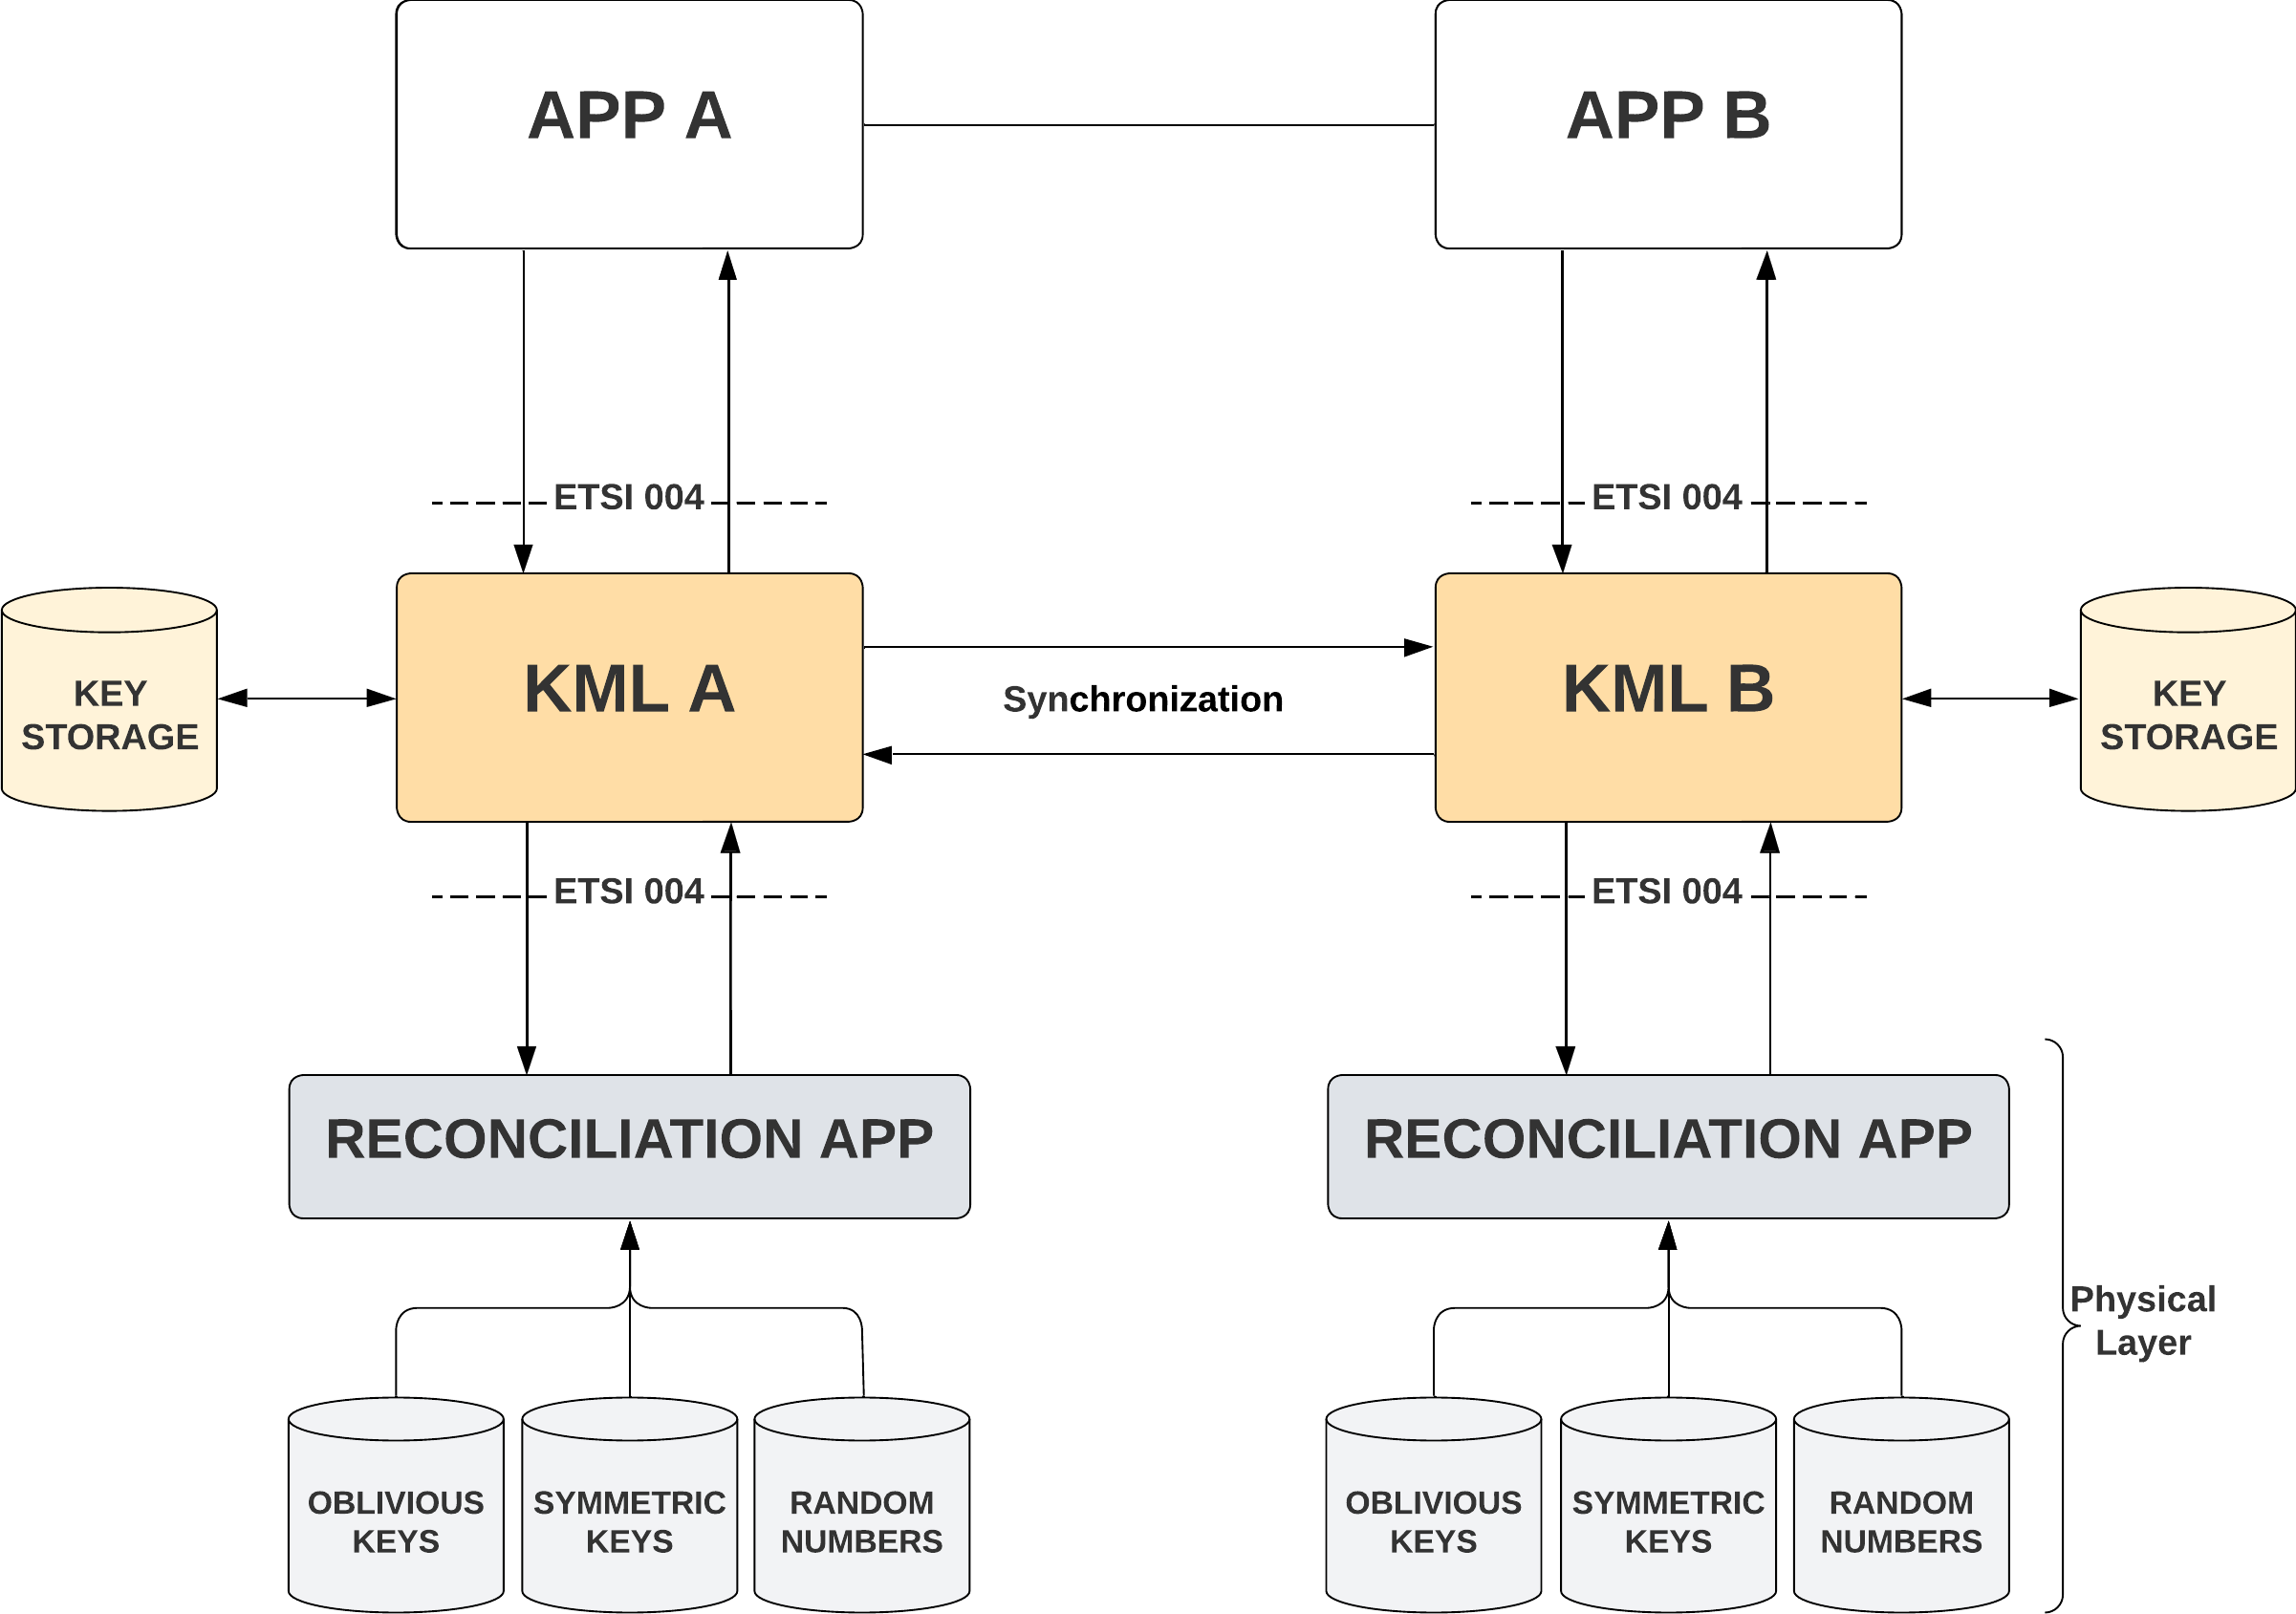 APP A
APP B
ETSI 004
ETSI 004
KEY
STORAGE
KML A
Synchronization
KML B
KEY
STORAGE
ETSI 004
ETSI 004
RECONCILIATION APP
RECONCILIATION APP
Physical
Layer
OBLIVIOUS
KEYS
SYMMETRIC
KEYS
RANDOM
NUMBERS
OBLIVIOUS
KEYS
SYMMETRIC
KEYS
RANDOM
NUMBERS